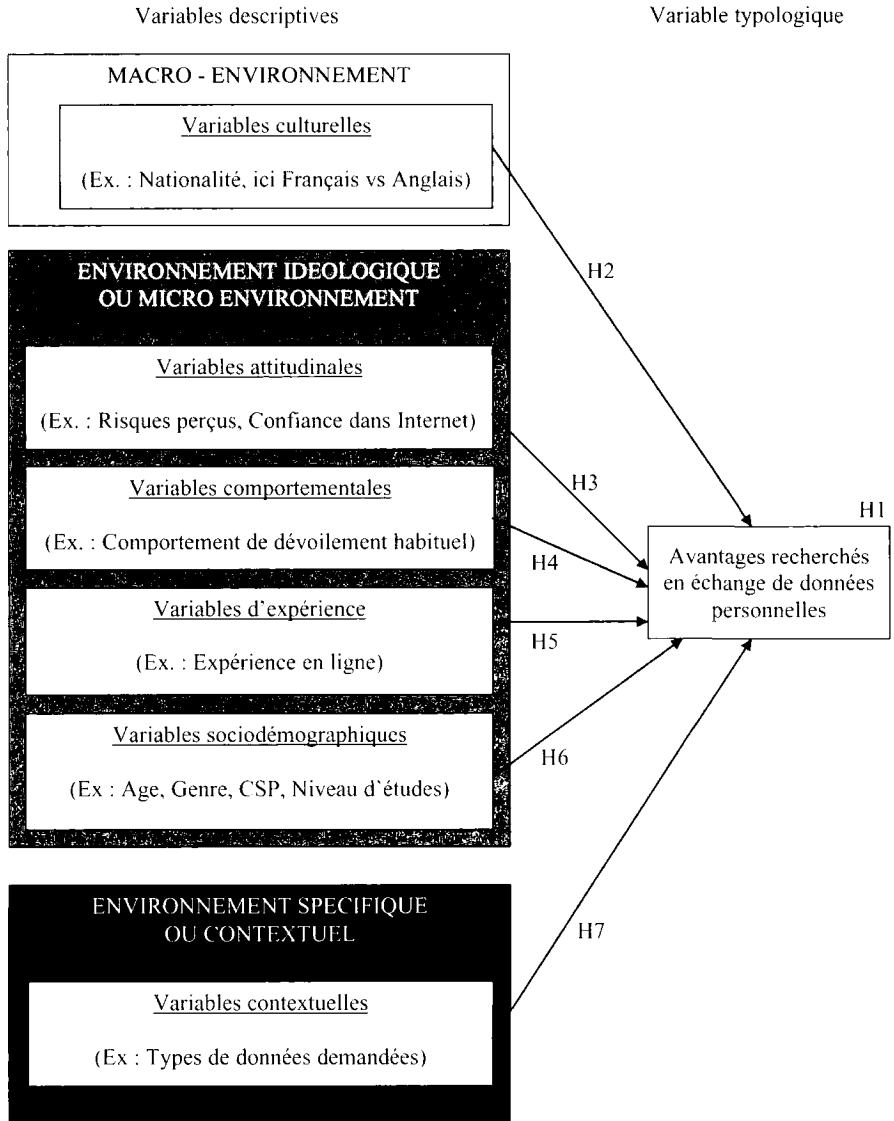 Variables descriptives
Variable typologique
MACRO - ENVIRONNEMENT
Variables culturelles
(Ex. : Nationalité, ici Français vs Anglais)
H2
ENVIRONNEMENT IDEOLOGIQUE
OU MICRO ENVIRONNEMENT
Variables attitudinales
(Ex. : Risques perçus, Confiance dans Internet)
H3
Variables comportementales
(Ex. : Comportement de dévoilement habituel)
H4
H1
Avantages recherchés
en échange de données
personnelles
Variables d'expérience
(Ex. : Expérience en ligne)
H5
Variables sociodémographiques
(Ex : Age, Genre, CSP, Niveau d'études)
H6
ENVIRONNEMENT SPECIFIQUE
OU CONTEXTUEL
H7
Variables contextuelles
(Ex : Types de données demandées)